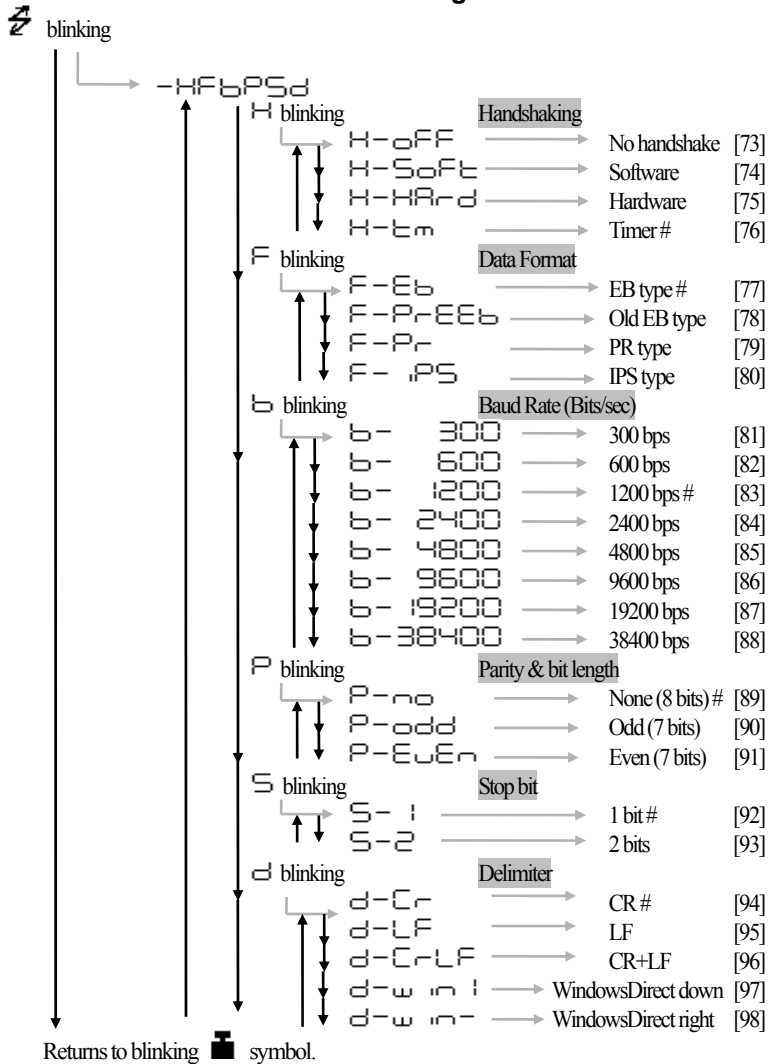 blinking
-HFbPSd
H blinking Handshaking
H-oFF No handshake [73]
H-SoFt Software [74]
H-HArd Hardware [75]
H-tm Timer # [76]
F blinking Data Format
F-Eb EB type # [77]
F-PrEEb Old EB type [78]
F-Pr PR type [79]
F- iPS IPS type [80]
b blinking Baud Rate (Bits/sec)
b- 300 300 bps [81]
b- 600 600 bps [82]
b- 1200 1200 bps # [83]
b- 2400 2400 bps [84]
b- 4800 4800 bps [85]
b- 9600 9600 bps [86]
b- 19200 19200 bps [87]
b-38400 38400 bps [88]
P blinking Parity & bit length
P-no None (8 bits) # [89]
P-odd Odd (7 bits) [90]
P-EvEn Even (7 bits) [91]
S blinking Stop bit
S- 1 1 bit # [92]
S-2 2 bits [93]
d blinking Delimiter
d-Cr CR # [94]
d-LF LF [95]
d-CrLF CR+LF [96]
d-w in 1 WindowsDirect down [97]
d-w in- WindowsDirect right [98]
Returns to blinking symbol.